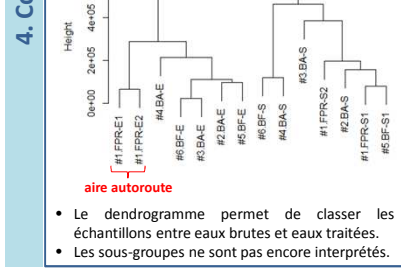 4. Co
Height
4e+05
2e+05
0e+00
#1.FPR-E1
#1.FPR-E2
#4.BA-E
#6.BF-E
#3.BA-E
#2.BA-E
#5.BF-E
#6.BF-S
#4.BA-S
#3.BA-S
#1.FPR-S2
#2.BA-S
#1.FPR-S1
#5.BF-S1
aire autoroute
• Le dendrogramme permet de classer les
échantillons entre eaux brutes et eaux traitées.
• Les sous-groupes ne sont pas encore interprétés.